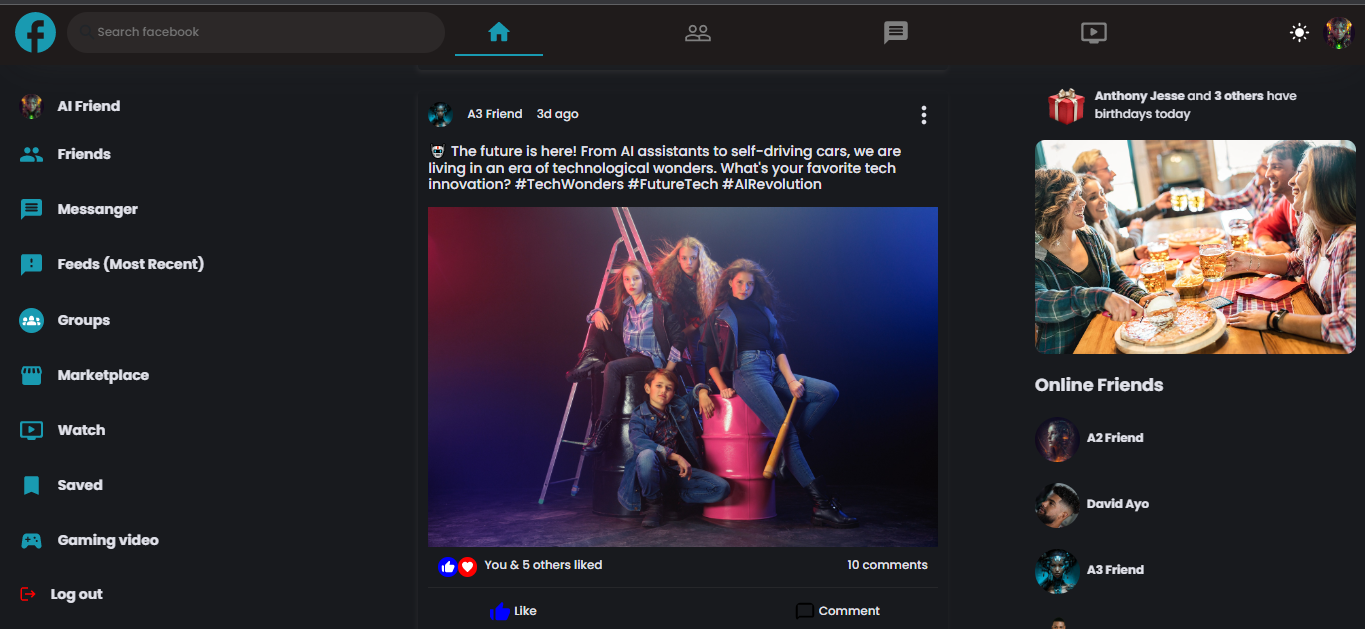 Search facebook
AI Friend
Friends
Messanger
Feeds (Most Recent)
Groups
Marketplace
Watch
Saved
Gaming video
Log out
A3 Friend 3d ago
The future is here! From AI assistants to self-driving cars, we are
living in an era of technological wonders. What's your favorite tech
innovation? #TechWonders #FutureTech #AIRevolution
You & 5 others liked
10 comments
Like
Comment
Anthony Jesse and 3 others have
birthdays today
Online Friends
A2 Friend
David Ayo
A3 Friend